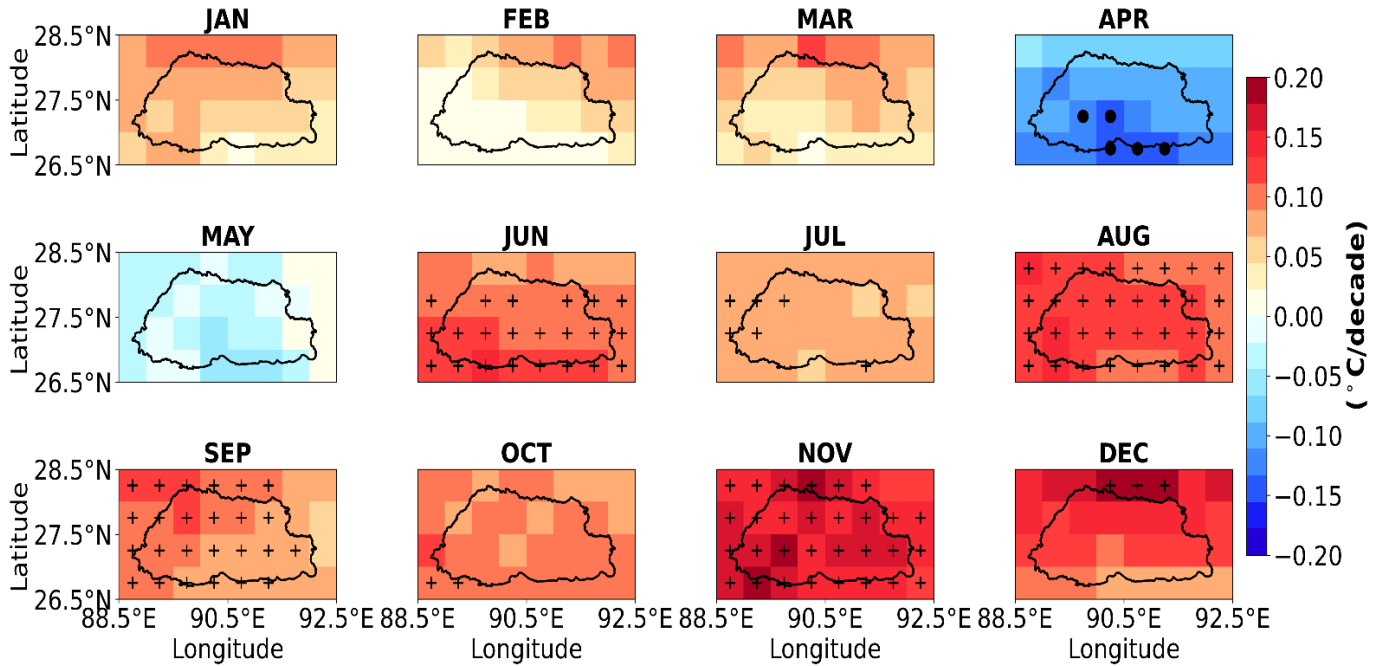 JAN FEB MAR APR
Latitude 28.5°N 27.5°N 26.5°N
MAY JUN JUL AUG
Latitude 28.5°N 27.5°N 26.5°N
SEP OCT NOV DEC
Latitude 28.5°N 27.5°N 26.5°N
88.5°E 90.5°E 92.5°E 88.5°E 90.5°E 92.5°E 88.5°E 90.5°E 92.5°E 88.5°E 90.5°E 92.5°E
Longitude Longitude Longitude Longitude
0.20
0.15
0.10
0.05
0.00
−0.05
−0.10
−0.15
−0.20
(°C/decade)